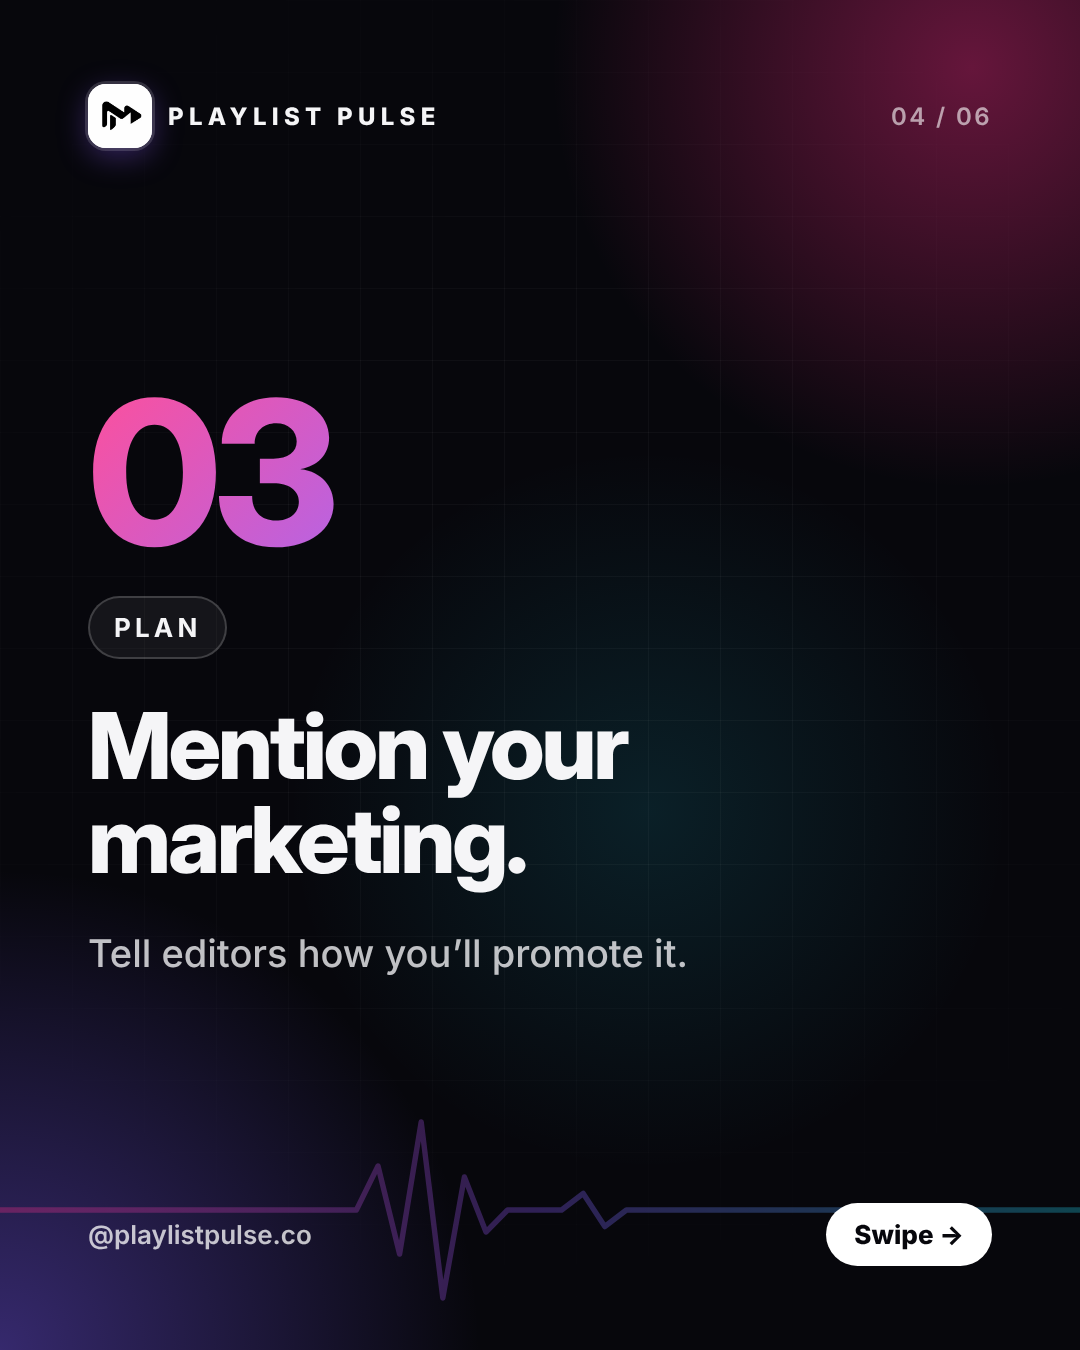 PLAYLIST PULSE
04 / 06
03
PLAN
Mention your
marketing.
Tell editors how you’ll promote it.
@playlistpulse.co
Swipe →